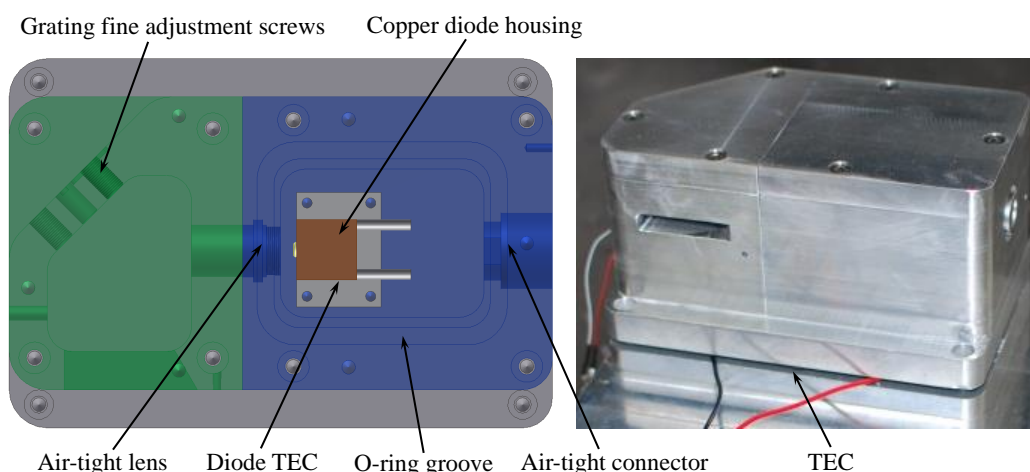 Grating fine adjustment screws
Copper diode housing
Air-tight lens
Diode TEC
O-ring groove
Air-tight connector
TEC